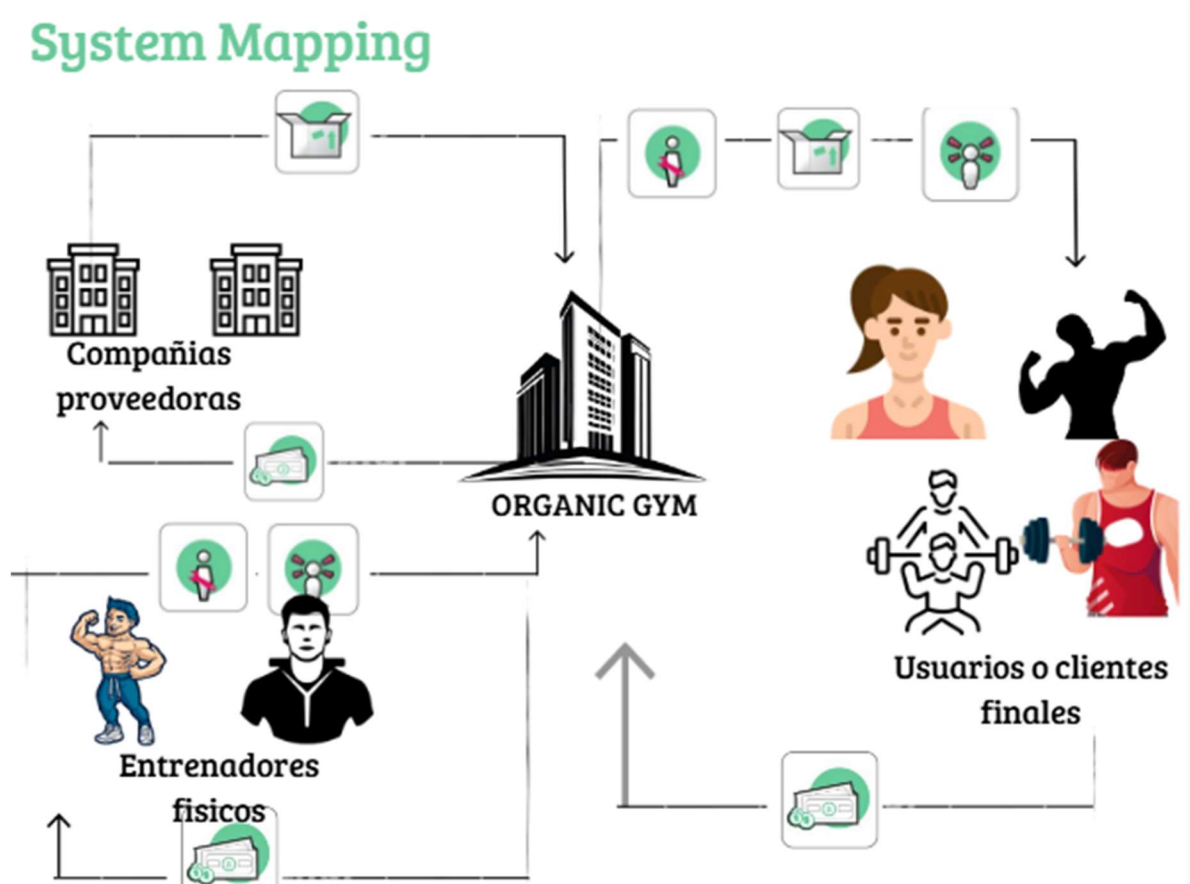 System Mapping
Compañias
proveedoras
ORGANIC GYM
Entrenadores
fisicos
Usuarios o clientes
finales